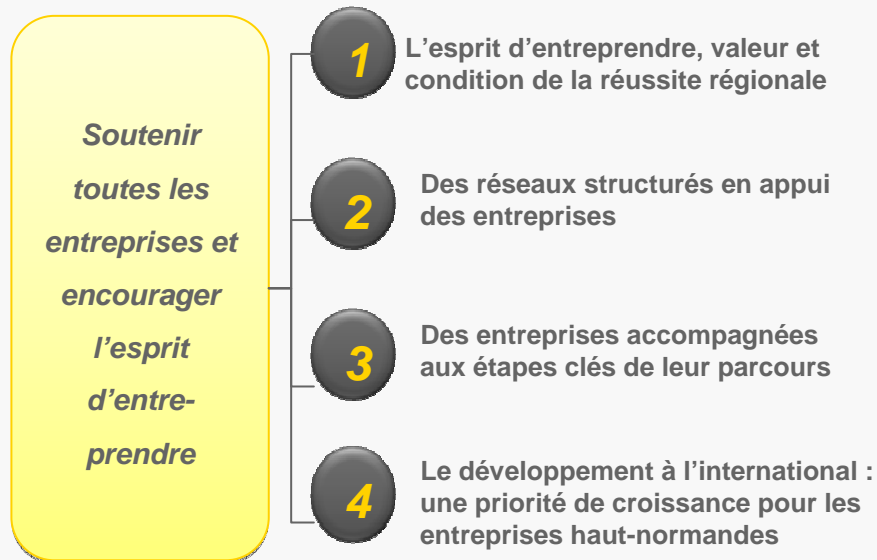 Soutenir
toutes les
entreprises et
encourager
l’esprit
d’entre-
prendre
1
L’esprit d’entreprendre, valeur et
condition de la réussite régionale
2
Des réseaux structurés en appui
des entreprises
3
Des entreprises accompagnées
aux étapes clés de leur parcours
4
Le développement à l’international :
une priorité de croissance pour les
entreprises haut-normandes